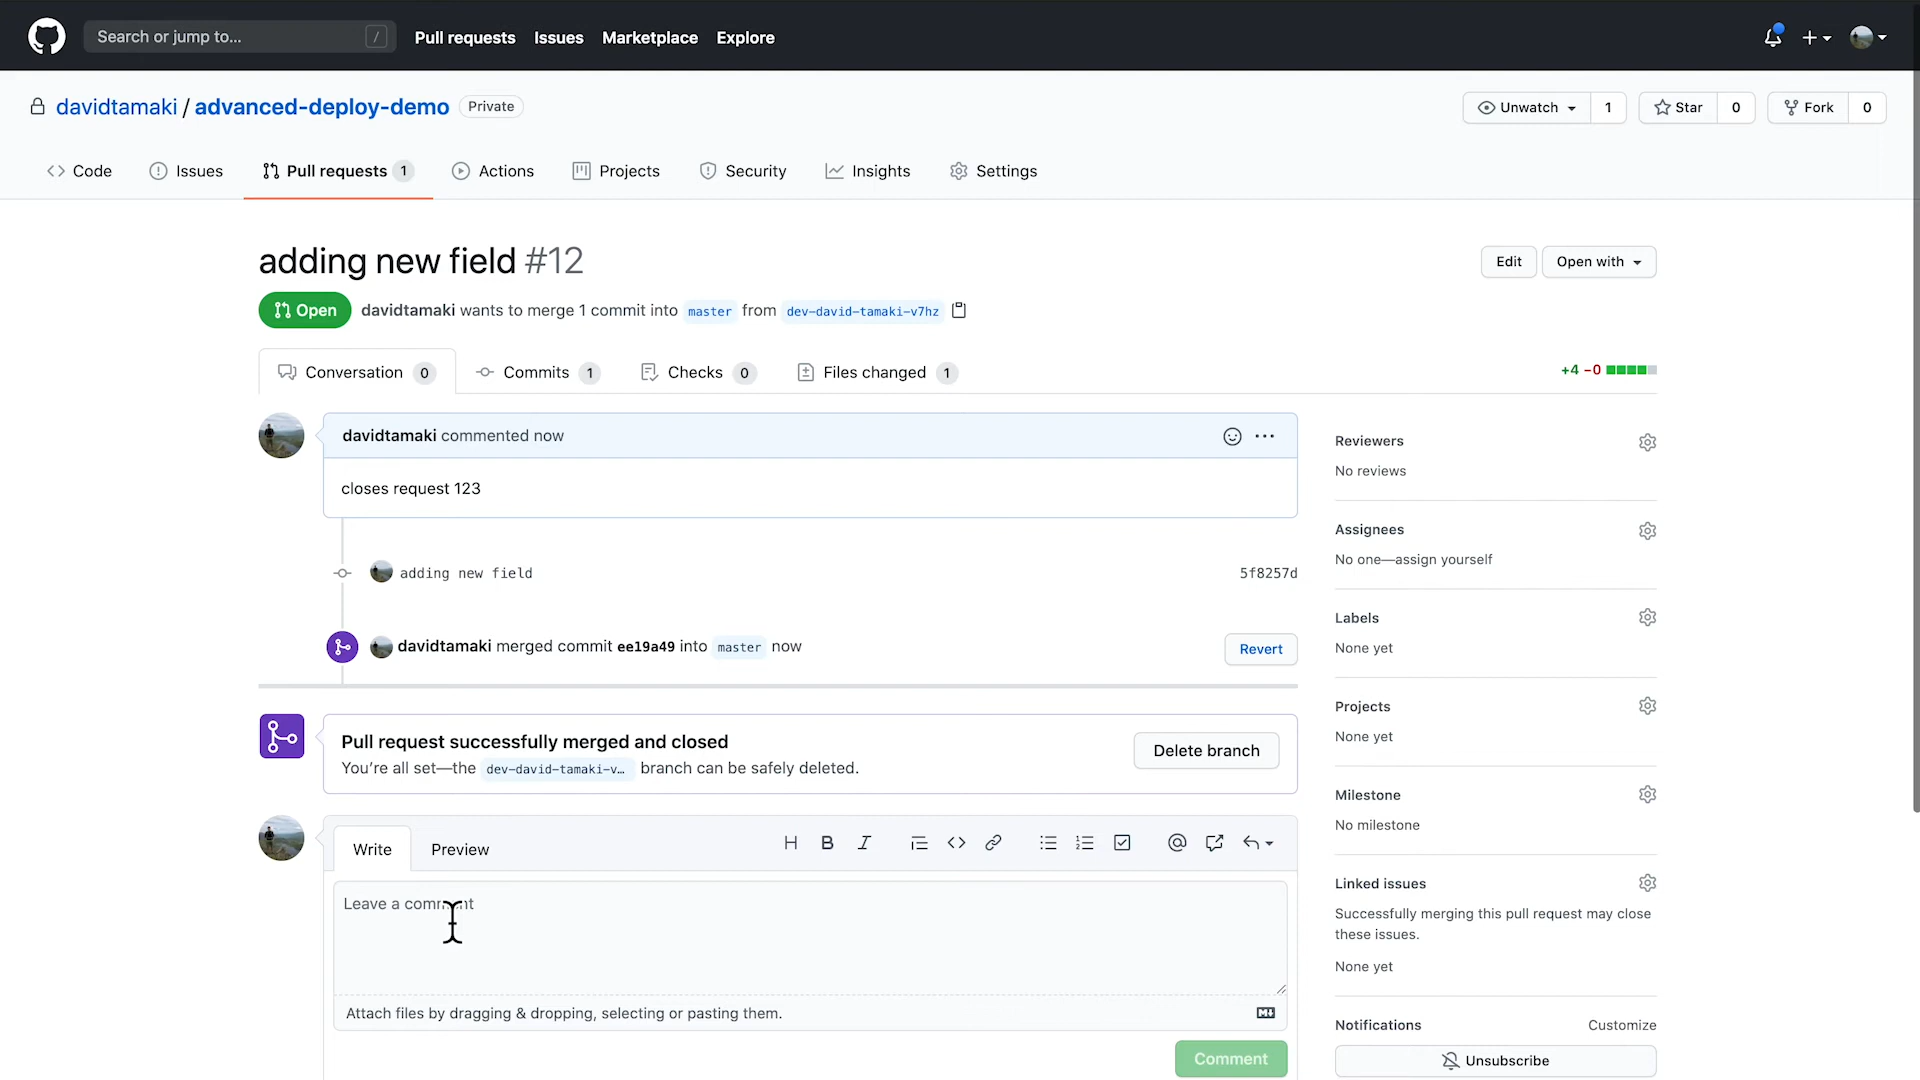 Search or jump to... /
Pull requests Issues Marketplace Explore
davidtamaki / advanced-deploy-demo Private
Unwatch 1 Star 0 Fork 0
Code Issues Pull requests 1 Actions Projects Security Insights Settings
adding new field #12
Edit Open with
Open davidtamaki wants to merge 1 commit into master from dev-david-tamaki-v7hz
Conversation 0 Commits 1 Checks 0 Files changed 1
+4 −0
davidtamaki commented now
closes request 123
adding new field 5f8257d
davidtamaki merged commit ee19a49 into master now
Revert
Pull request successfully merged and closed
You're all set—the dev-david-tamaki-v… branch can be safely deleted.
Delete branch
Write Preview
H B I
Leave a comment
Attach files by dragging & dropping, selecting or pasting them.
Comment
Reviewers
No reviews
Assignees
No one—assign yourself
Labels
None yet
Projects
None yet
Milestone
No milestone
Linked issues
Successfully merging this pull request may close
these issues.
None yet
Notifications Customize
Unsubscribe